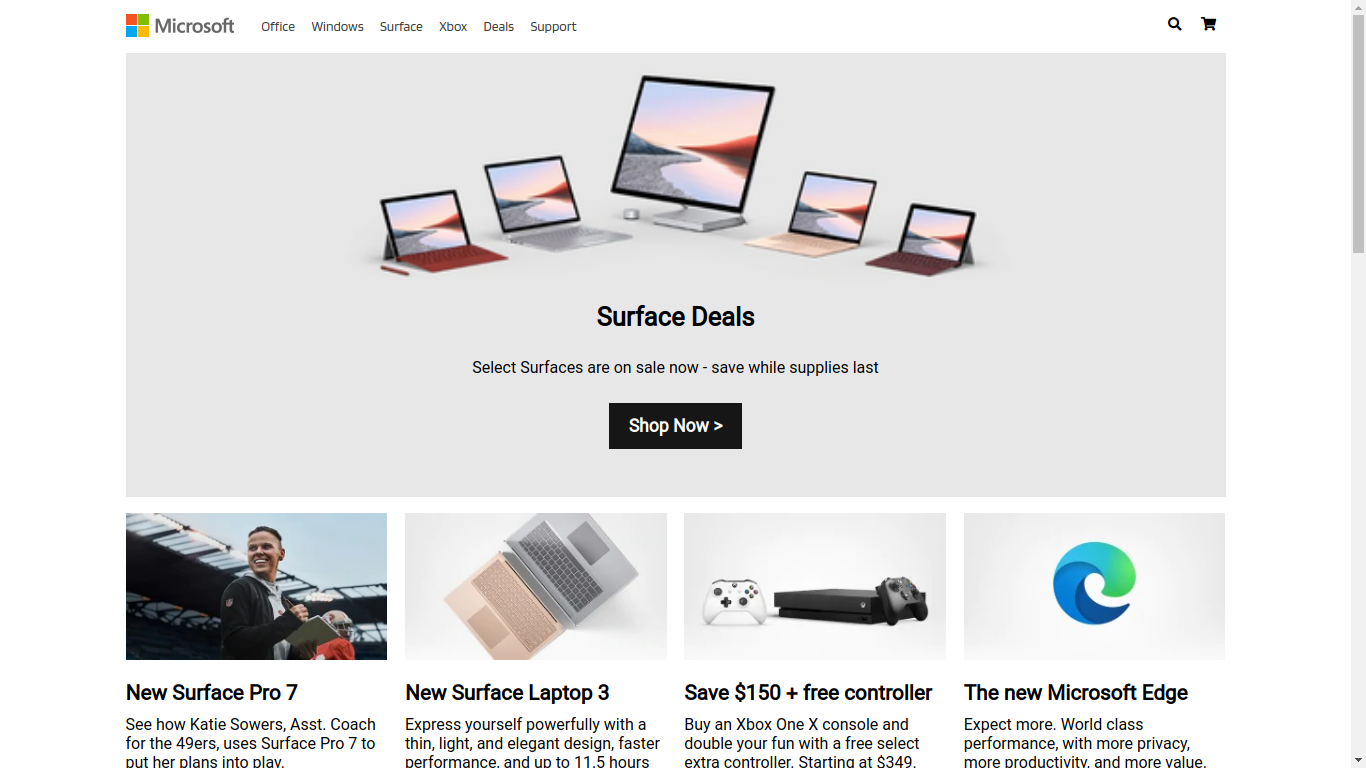 Microsoft Office Windows Surface Xbox Deals Support
Surface Deals
Select Surfaces are on sale now - save while supplies last
Shop Now >
New Surface Pro 7
See how Katie Sowers, Asst. Coach
for the 49ers, uses Surface Pro 7 to
put her plans into play.
New Surface Laptop 3
Express yourself powerfully with a
thin, light, and elegant design, faster
performance, and up to 11.5 hours
Save $150 + free controller
Buy an Xbox One X console and
double your fun with a free select
extra controller. Starting at $349.
The new Microsoft Edge
Expect more. World class
performance, with more privacy,
more productivity, and more value.